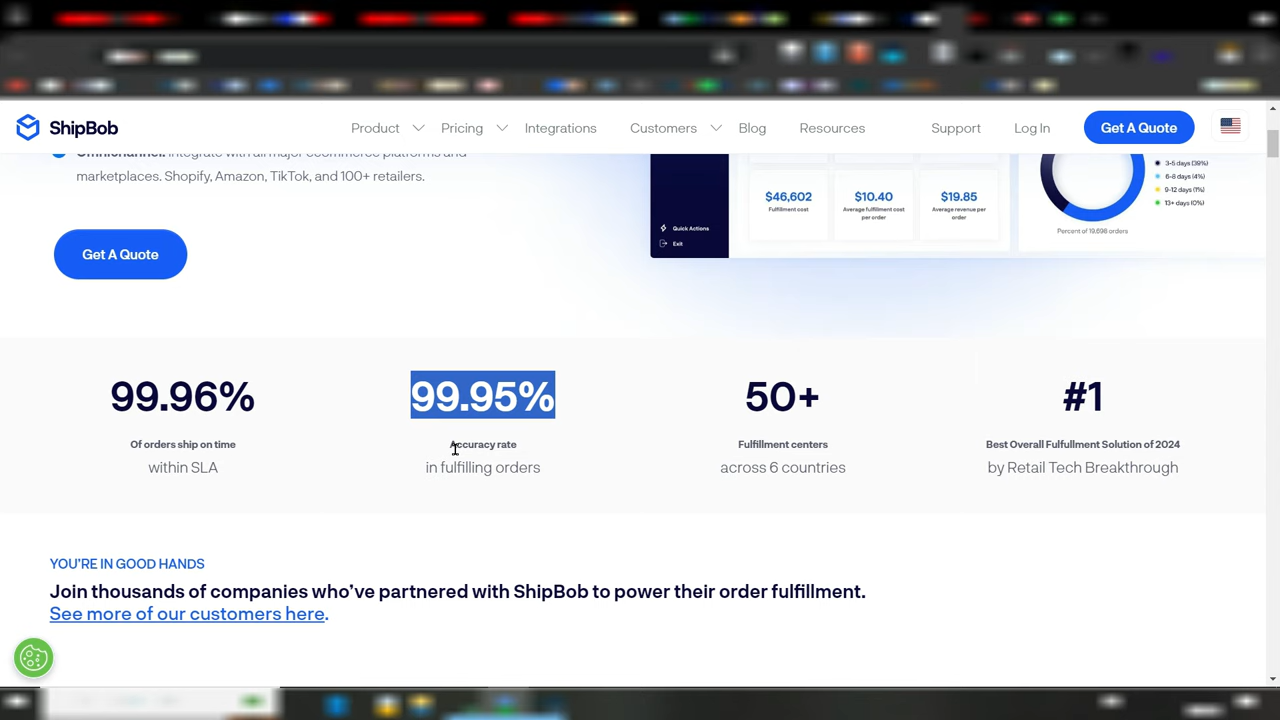 ShipBob
Product
Pricing
Integrations
Customers
Blog
Resources
Support
Log In
Get A Quote
Omnichannel: Integrate with all major ecommerce platforms and
marketplaces. Shopify, Amazon, TikTok, and 100+ retailers.
Get A Quote
$46,602
Fulfillment cost
$10.40
Average fulfillment cost
per order
$19.85
Average revenue per
order
Quick Actions
Exit
3-5 days (39%)
6-8 days (4%)
9-12 days (1%)
13+ days (0%)
Percent of 19,698 orders
99.96%
Of orders ship on time
within SLA
99.95%
Accuracy rate
in fulfilling orders
50+
Fulfillment centers
across 6 countries
#1
Best Overall Fulfullment Solution of 2024
by Retail Tech Breakthrough
YOU'RE IN GOOD HANDS
Join thousands of companies who've partnered with ShipBob to power their order fulfillment.
See more of our customers here.